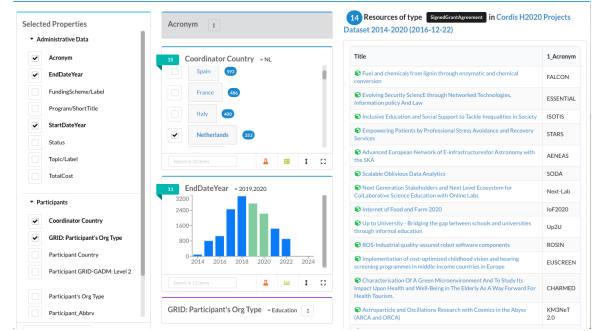 Selected Properties
Administrative Data
Acronym
EndDateYear
FundingScheme/Label
Program/ShortTitle
StartDateYear
Status
Topic/Label
TotalCost
Participants
Coordinator Country
GRID: Participant's Org Type
Participant Country
Participant GRID-GADM: Level 2
Participant's Org Type
Participant_Abbrv
Acronym
35
Coordinator Country = NL
Spain 593
France 486
Italy 400
Netherlands 353
11
EndDateYear = 2019,2020
3200
2400
1600
800
0
2014 2016 2018 2020 2022 2024
GRID: Participant's Org Type = Education
14 Resources of type SignedGrantAgreement in Cordis H2020 Projects
Dataset 2014-2020 (2016-12-22)
Title 1_Acronym
Fuel and chemicals from lignin through enzymatic and chemical
conversion
FALCON
Evolving Security SciencE through Networked Technologies,
Information policy And Law
ESSENTIAL
Inclusive Education and Social Support to Tackle Inequalities in Society ISOTIS
Empowering Patients by Professional Stress Avoidance and Recovery
Services
STARS
Advanced European Network of E-infrastructuresfor Astronomy with
the SKA
AENEAS
Scalable Oblivious Data Analytics SODA
Next Generation Stakeholders and Next Level Ecosystem for
CollaborativeScience Education with Online Labs
Next-Lab
Internet of Food and Farm 2020 IoF2020
Up to University - Bridging the gap between schools and universities
through informal education
Up2U
ROS-Industrial quality-assured robot software components ROSIN
Implementation of cost-optimized childhood vision and hearing
screening programmes in middle-income countries in Europe
EUSCREEN
Characterisation Of A Green Microenvironment And To Study Its
Impact Upon Health and Well-Being in The Elderly As A Way Forward For
Health Tourism.
CHARMED
Astroparticle and Oscillations Research with Cosmics in the Abyss
(ARCA and ORCA)
KM3NeT
2.0